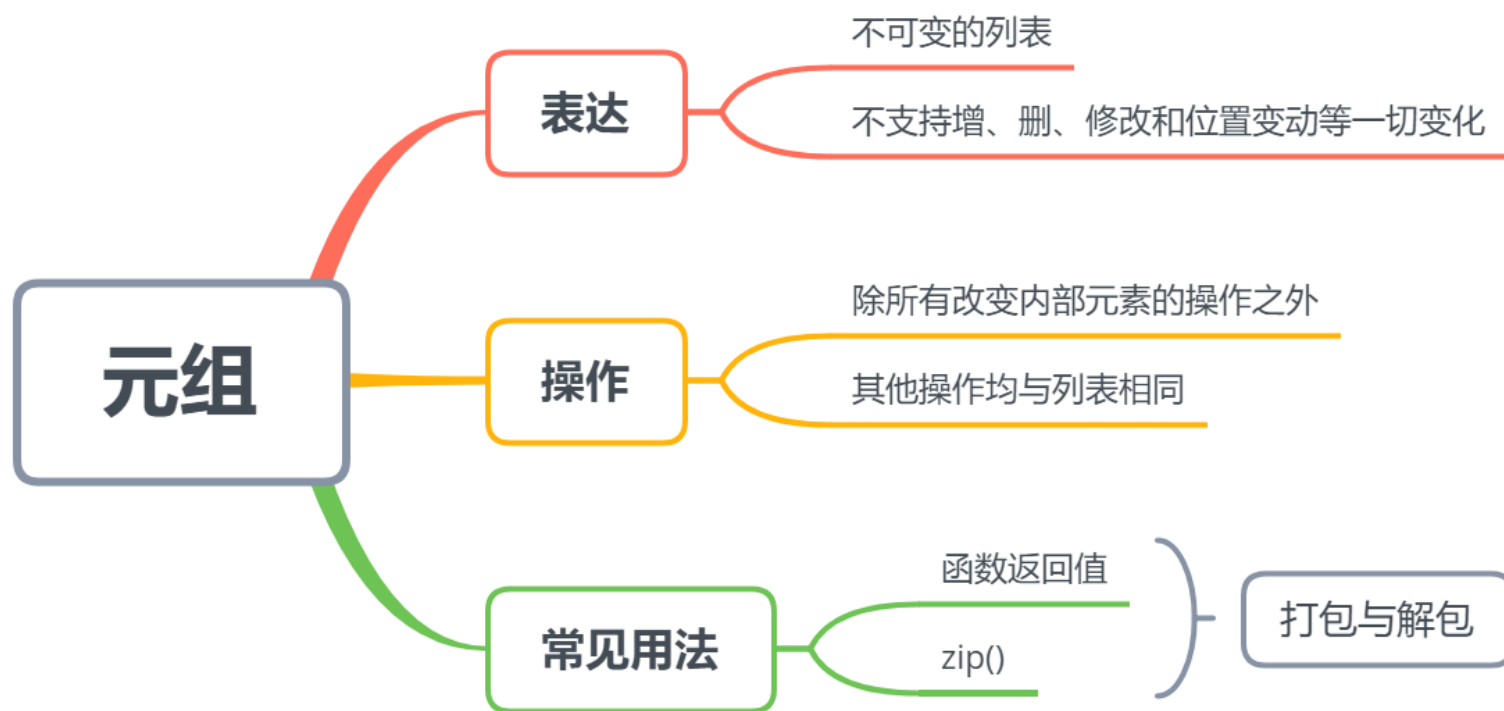 元组
表达
不可变的列表
不支持增、删、修改和位置变动等一切变化
操作
除所有改变内部元素的操作之外
其他操作均与列表相同
常见用法
函数返回值
zip()
打包与解包